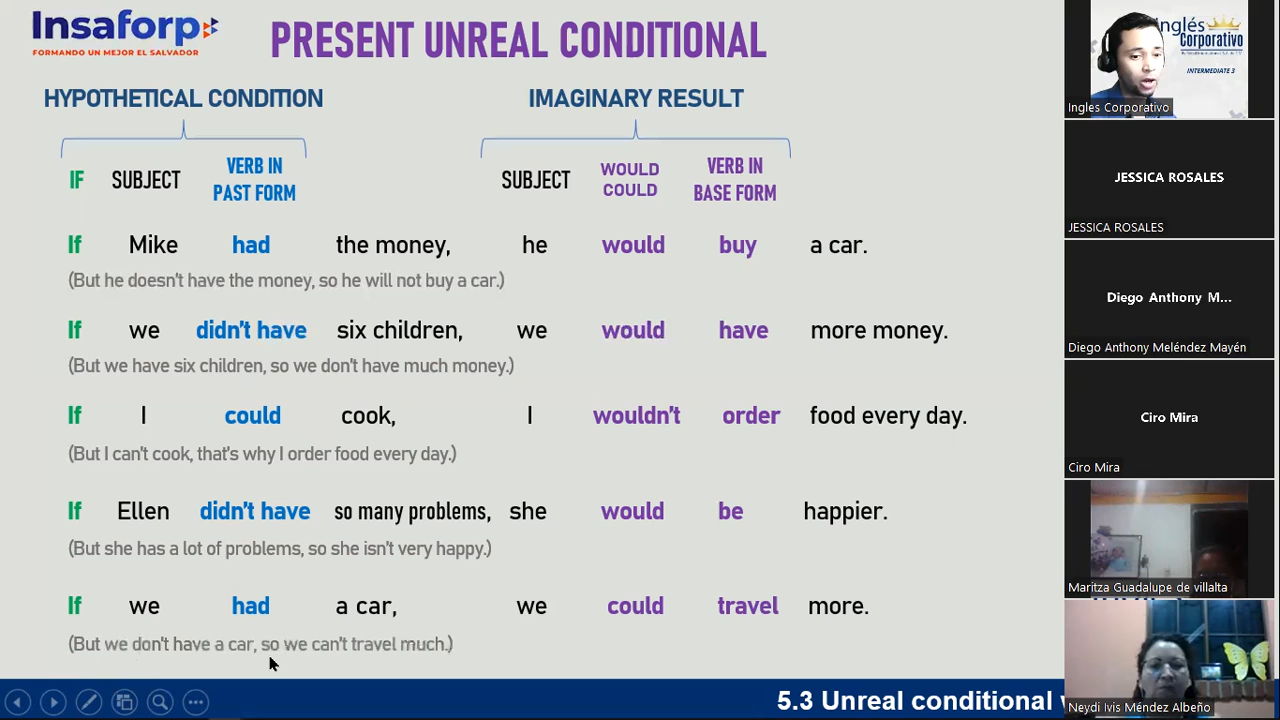 Insaforp
FORMANDO UN MEJOR EL SALVADOR
PRESENT UNREAL CONDITIONAL
HYPOTHETICAL CONDITION IMAGINARY RESULT
IF SUBJECT VERB IN PAST FORM SUBJECT WOULD COULD VERB IN BASE FORM
If Mike had the money, he would buy a car.
(But he doesn't have the money, so he will not buy a car.)
If we didn't have six children, we would have more money.
(But we have six children, so we don't have much money.)
If I could cook, I wouldn't order food every day.
(But I can't cook, that's why I order food every day.)
If Ellen didn't have so many problems, she would be happier.
(But she has a lot of problems, so she isn't very happy.)
If we had a car, we could travel more.
(But we don't have a car, so we can't travel much.)
5.3 Unreal conditional
Inglés
Corporativo
INTERMEDIATE 3
Ingles Corporativo
JESSICA ROSALES
JESSICA ROSALES
Diego Anthony M...
Diego Anthony Meléndez Mayén
Ciro Mira
Ciro Mira
Maritza Guadalupe de villalta
Neydi Ivis Méndez Albeño